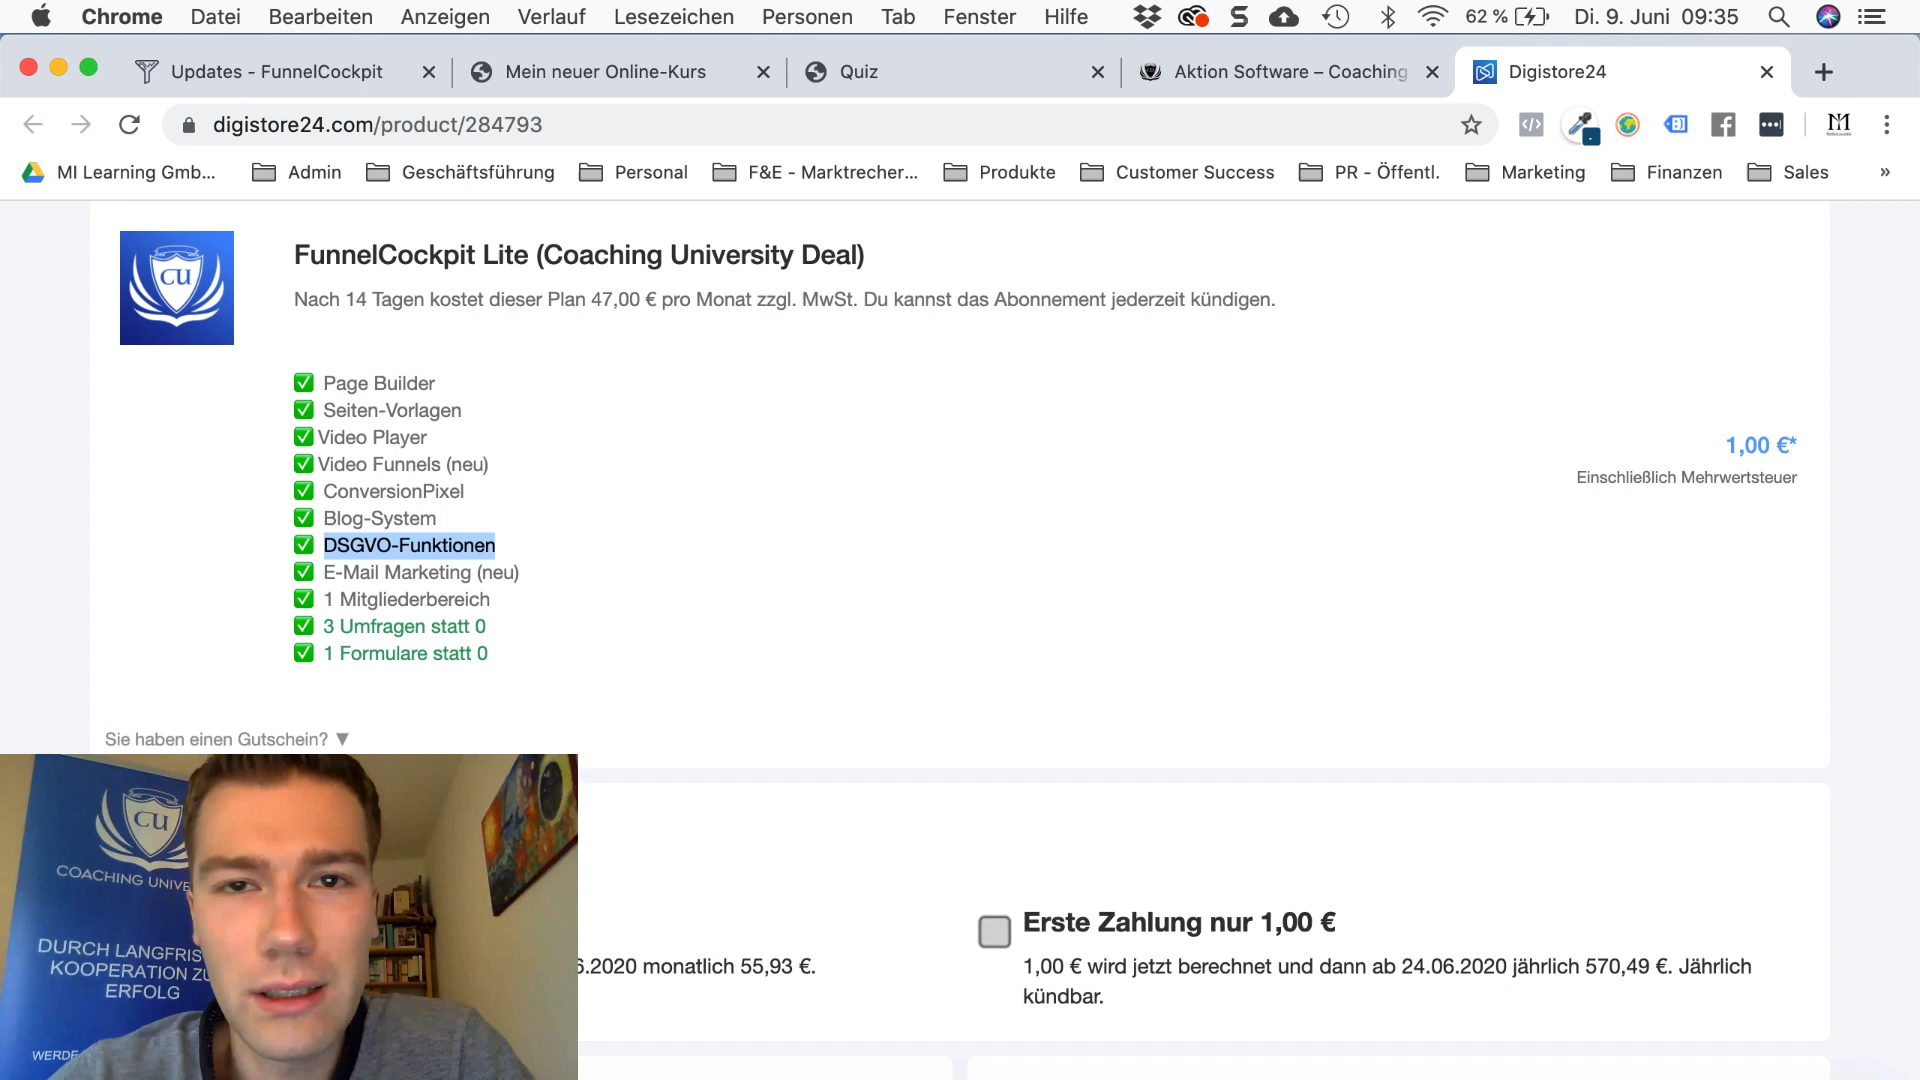 Chrome Datei Bearbeiten Anzeigen Verlauf Lesezeichen Personen Tab Fenster Hilfe 62 % Di. 9. Juni 09:35
Updates - FunnelCockpit Mein neuer Online-Kurs Quiz Aktion Software – Coaching Digistore24
digistore24.com/product/284793
MI Learning Gmb... Admin Geschäftsführung Personal F&E - Marktrecher... Produkte Customer Success PR - Öffentl. Marketing Finanzen Sales »
FunnelCockpit Lite (Coaching University Deal)
Nach 14 Tagen kostet dieser Plan 47,00 € pro Monat zzgl. MwSt. Du kannst das Abonnement jederzeit kündigen.
CU
✅ Page Builder
✅ Seiten-Vorlagen
✅ Video Player
✅ Video Funnels (neu)
✅ ConversionPixel
✅ Blog-System
✅ DSGVO-Funktionen
✅ E-Mail Marketing (neu)
✅ 1 Mitgliederbereich
✅ 3 Umfragen statt 0
✅ 1 Formulare statt 0
1,00 €*
Einschließlich Mehrwertsteuer
Sie haben einen Gutschein? ▼
CU
COACHING UNIVE
DURCH LANGFRIS
KOOPERATION ZU
ERFOLG
WERDE
6.2020 monatlich 55,93 €.
Erste Zahlung nur 1,00 €
1,00 € wird jetzt berechnet und dann ab 24.06.2020 jährlich 570,49 €. Jährlich
kündbar.